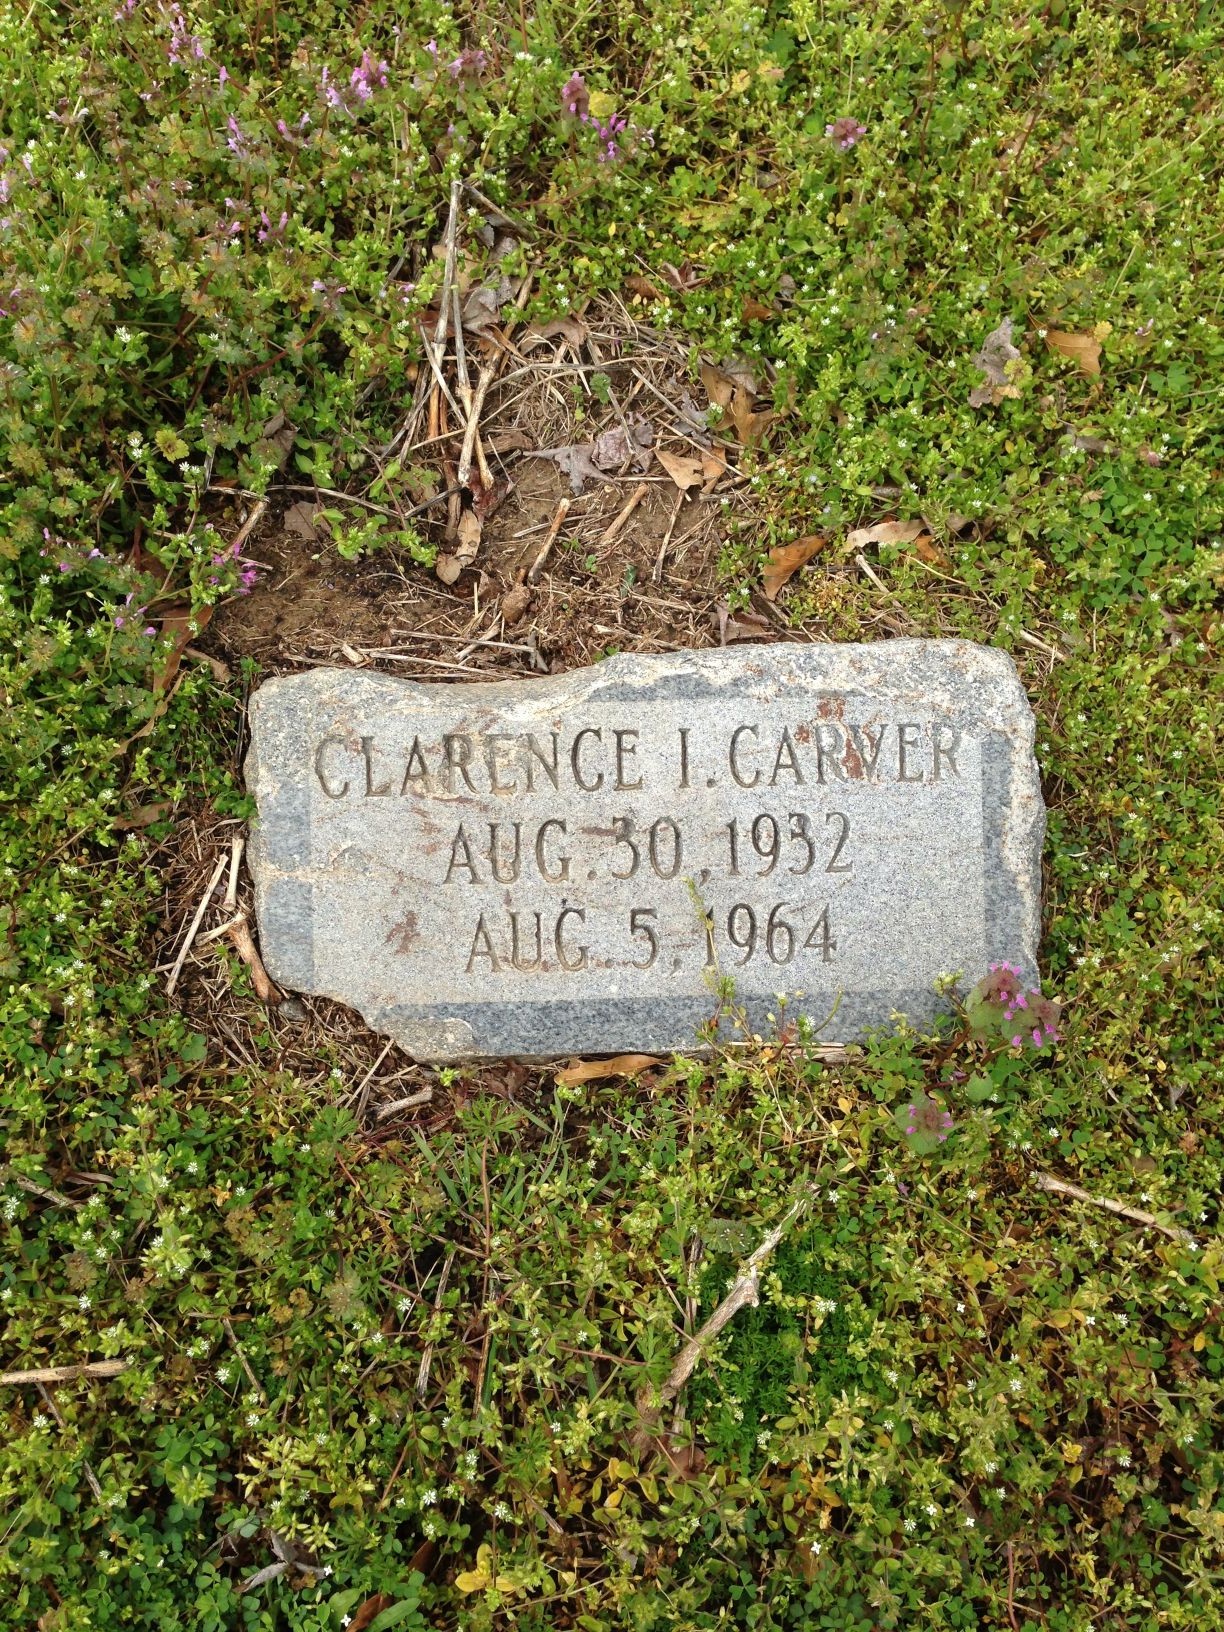 CLARENCE I. CARVER
AUG. 30, 1932
AUG. 5, 1964